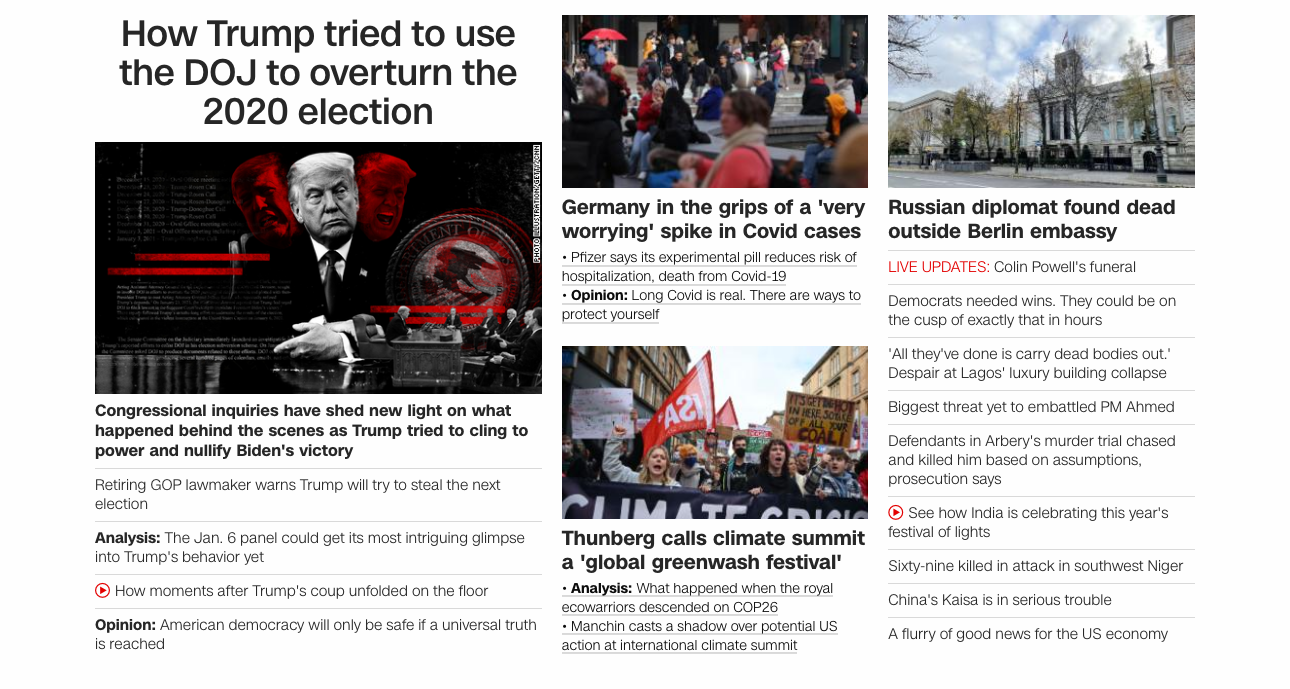 How Trump tried to use
the DOJ to overturn the
2020 election
PHOTO ILLUSTRATION/GETTY/CNN
Congressional inquiries have shed new light on what
happened behind the scenes as Trump tried to cling to
power and nullify Biden's victory
Retiring GOP lawmaker warns Trump will try to steal the next
election
Analysis: The Jan. 6 panel could get its most intriguing glimpse
into Trump's behavior yet
How moments after Trump's coup unfolded on the floor
Opinion: American democracy will only be safe if a universal truth
is reached
Germany in the grips of a 'very
worrying' spike in Covid cases
• Pfizer says its experimental pill reduces risk of
hospitalization, death from Covid-19
• Opinion: Long Covid is real. There are ways to
protect yourself
IT'S GETTING HOT
IN HERE SO
OFF ALL YOUR
COAL!
CLIMATE CRISIS
Thunberg calls climate summit
a 'global greenwash festival'
• Analysis: What happened when the royal
ecowarriors descended on COP26
• Manchin casts a shadow over potential US
action at international climate summit
Russian diplomat found dead
outside Berlin embassy
LIVE UPDATES: Colin Powell's funeral
Democrats needed wins. They could be on
the cusp of exactly that in hours
'All they've done is carry dead bodies out.'
Despair at Lagos' luxury building collapse
Biggest threat yet to embattled PM Ahmed
Defendants in Arbery's murder trial chased
and killed him based on assumptions,
prosecution says
See how India is celebrating this year's
festival of lights
Sixty-nine killed in attack in southwest Niger
China's Kaisa is in serious trouble
A flurry of good news for the US economy